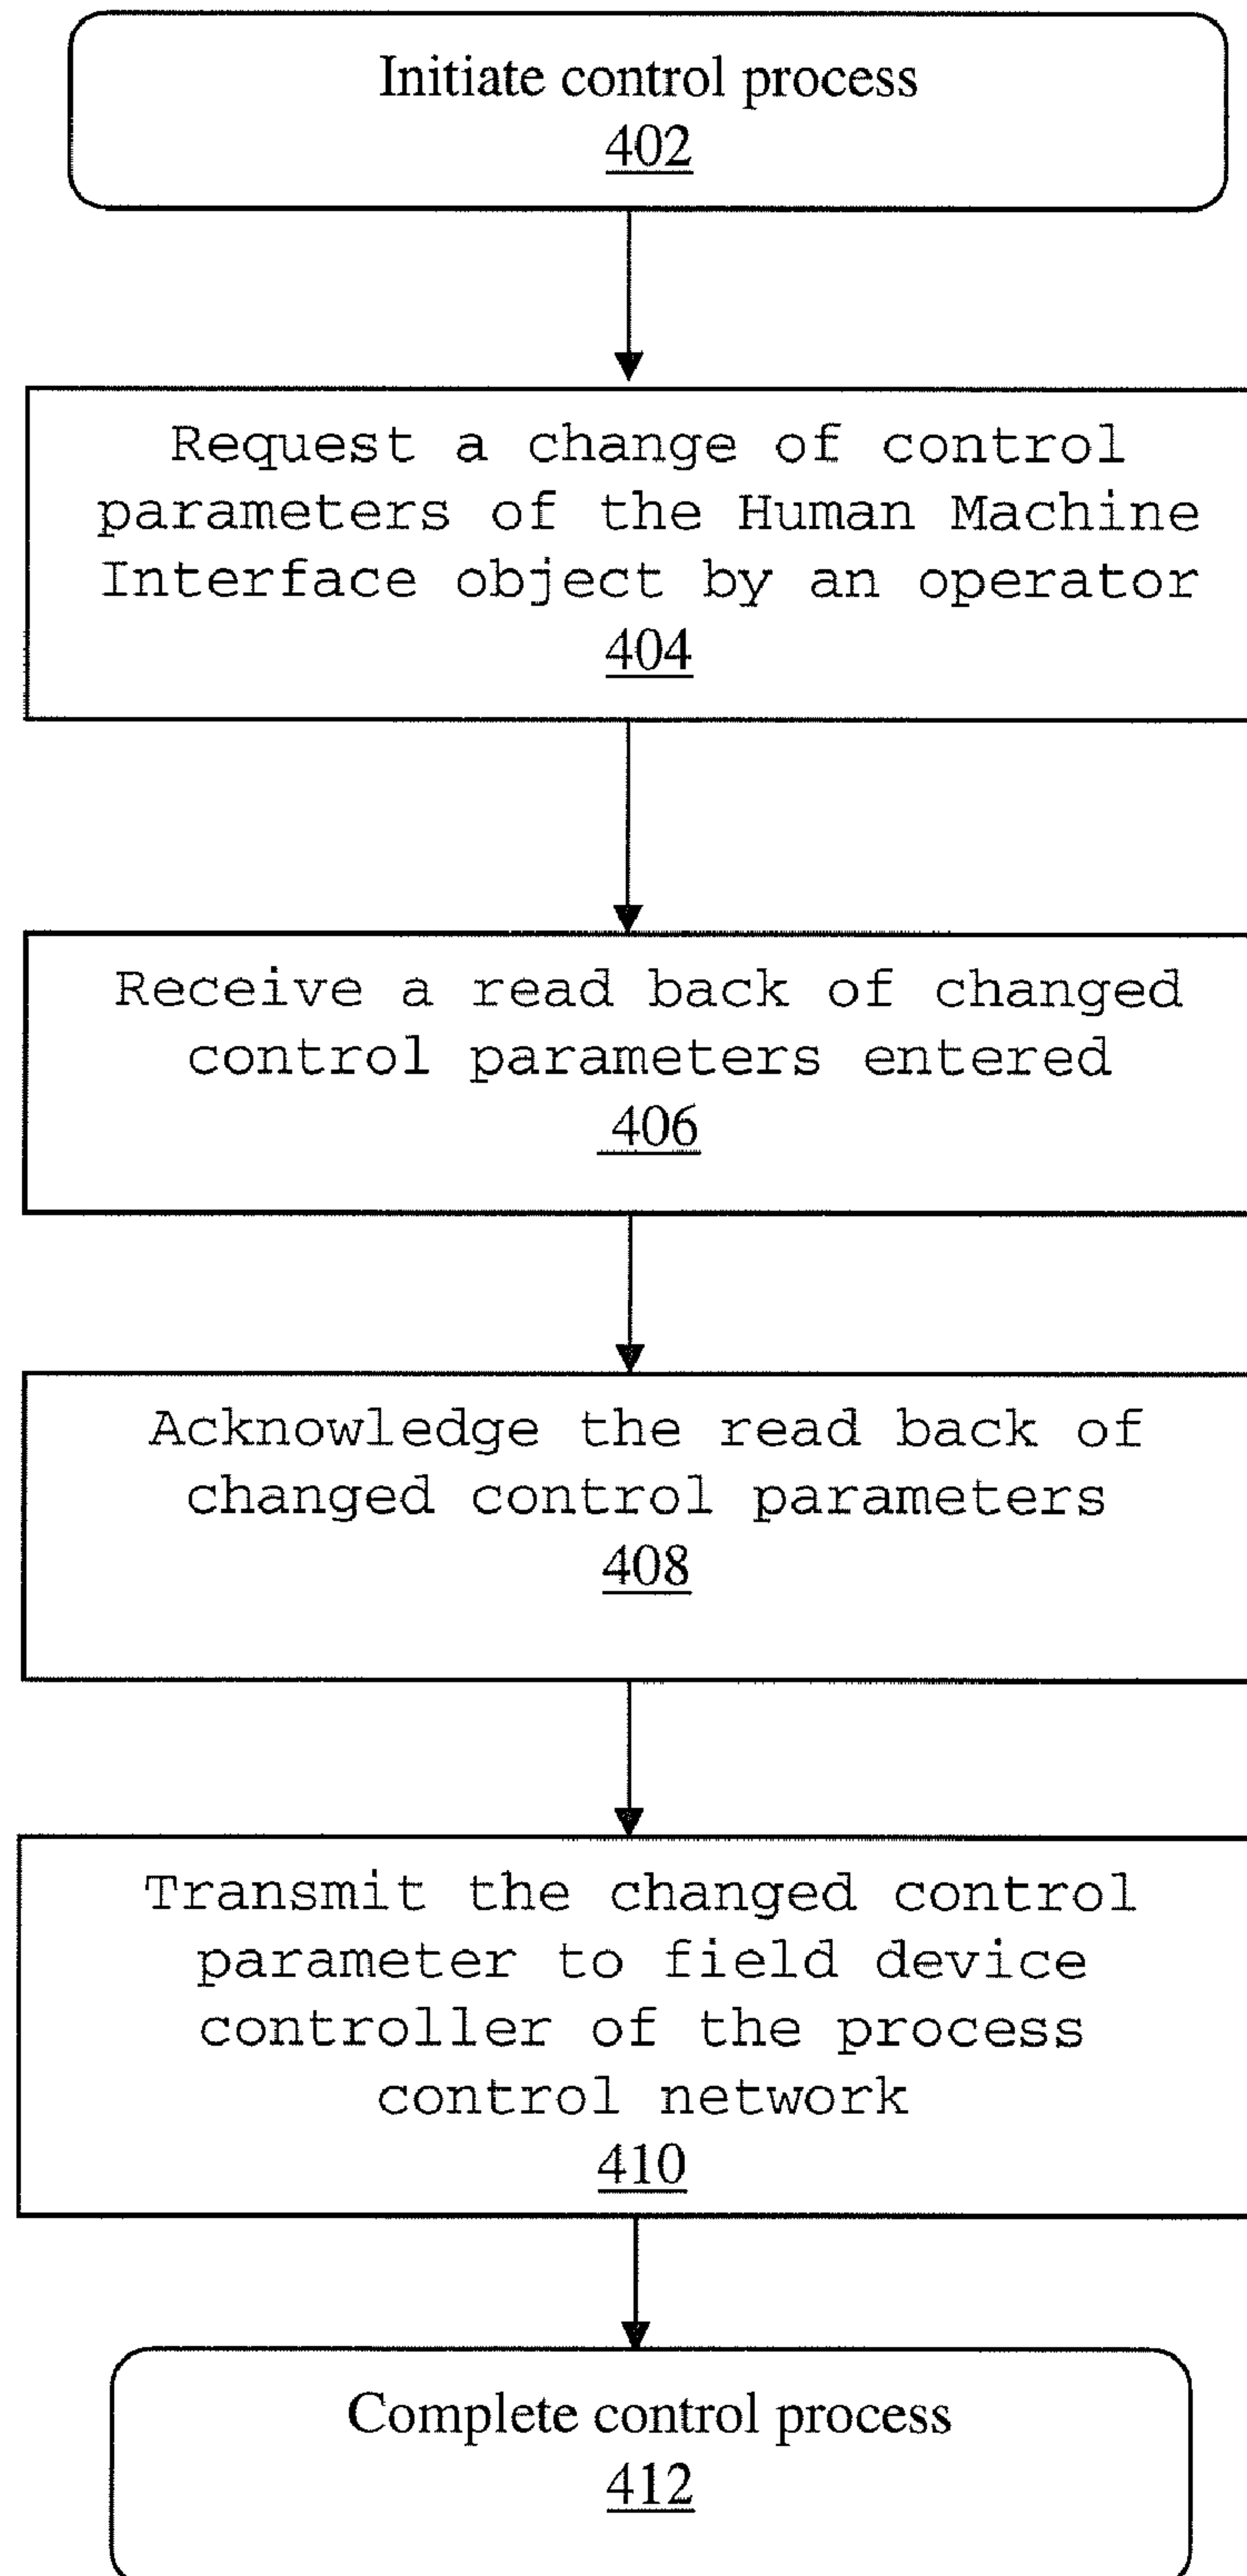 Initiate control process
402
Request a change of control
parameters of the Human Machine
Interface object by an operator
404
Receive a read back of changed
control parameters entered
406
Acknowledge the read back of
changed control parameters
408
Transmit the changed control
parameter to field device
controller of the process
control network
410
Complete control process
412